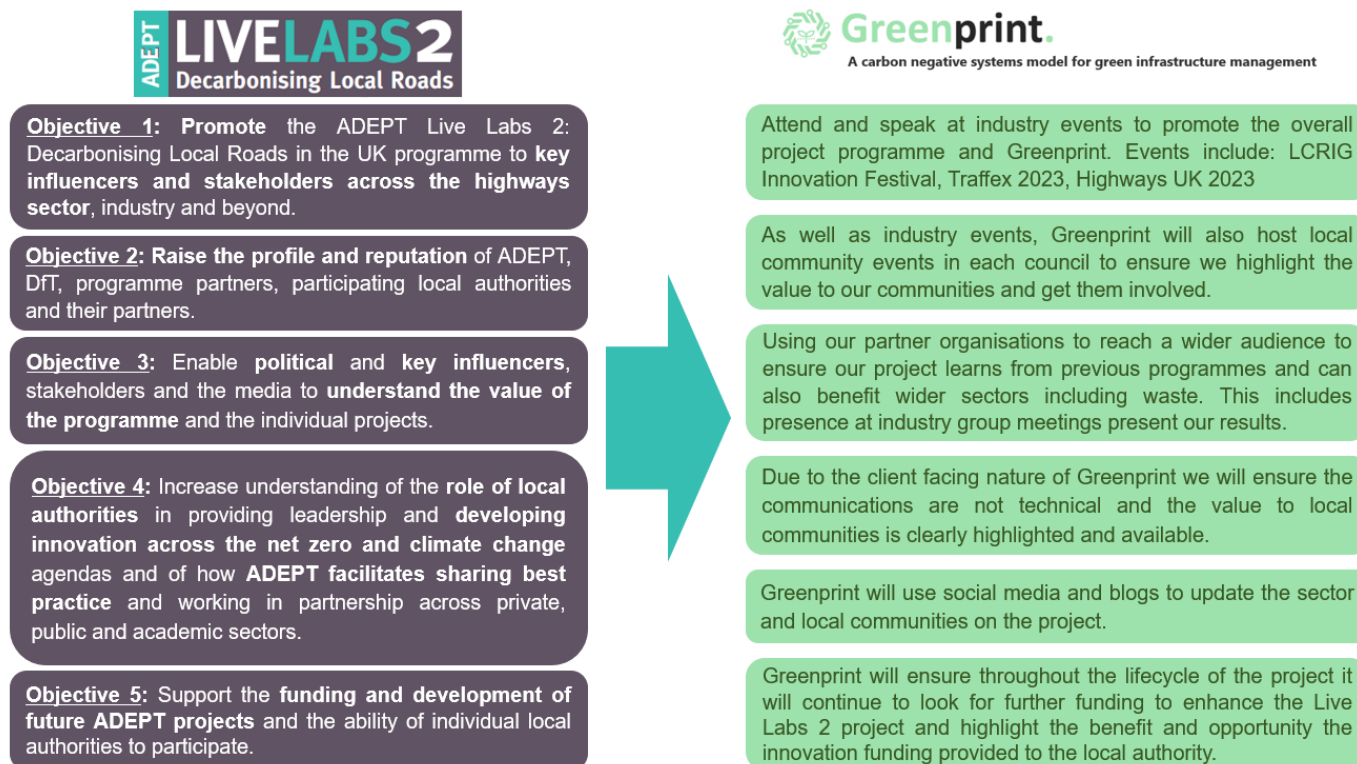 ADEPT
LIVELABS2
Decarbonising Local Roads
Objective 1: Promote the ADEPT Live Labs 2:
Decarbonising Local Roads in the UK programme to key
influencers and stakeholders across the highways
sector, industry and beyond.
Objective 2: Raise the profile and reputation of ADEPT,
DfT, programme partners, participating local authorities
and their partners.
Objective 3: Enable political and key influencers,
stakeholders and the media to understand the value of
the programme and the individual projects.
Objective 4: Increase understanding of the role of local
authorities in providing leadership and developing
innovation across the net zero and climate change
agendas and of how ADEPT facilitates sharing best
practice and working in partnership across private,
public and academic sectors.
Objective 5: Support the funding and development of
future ADEPT projects and the ability of individual local
authorities to participate.
Greenprint.
A carbon negative systems model for green infrastructure management
Attend and speak at industry events to promote the overall
project programme and Greenprint. Events include: LCRIG
Innovation Festival, Traffex 2023, Highways UK 2023
As well as industry events, Greenprint will also host local
community events in each council to ensure we highlight the
value to our communities and get them involved.
Using our partner organisations to reach a wider audience to
ensure our project learns from previous programmes and can
also benefit wider sectors including waste. This includes
presence at industry group meetings present our results.
Due to the client facing nature of Greenprint we will ensure the
communications are not technical and the value to local
communities is clearly highlighted and available.
Greenprint will use social media and blogs to update the sector
and local communities on the project.
Greenprint will ensure throughout the lifecycle of the project it
will continue to look for further funding to enhance the Live
Labs 2 project and highlight the benefit and opportunity the
innovation funding provided to the local authority.